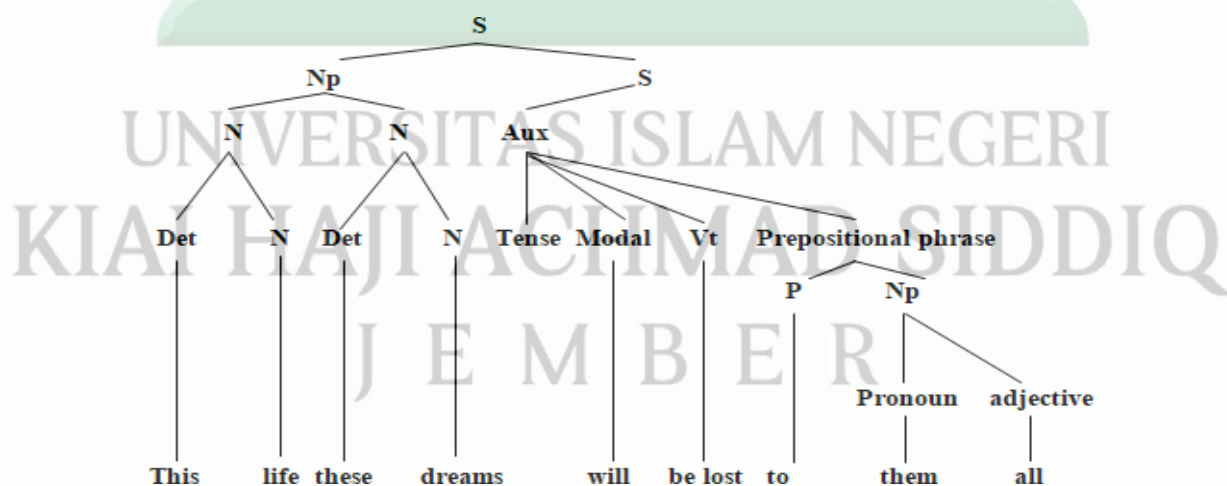 S
Np S
N N Aux
UNIVERSITAS ISLAM NEGERI
KIAI HAJI ACHMAD SIDDIQ
Det N Det N Tense Modal Vt Prepositional phrase
P Np
J E M B E R
Pronoun adjective
This life these dreams will be lost to them all